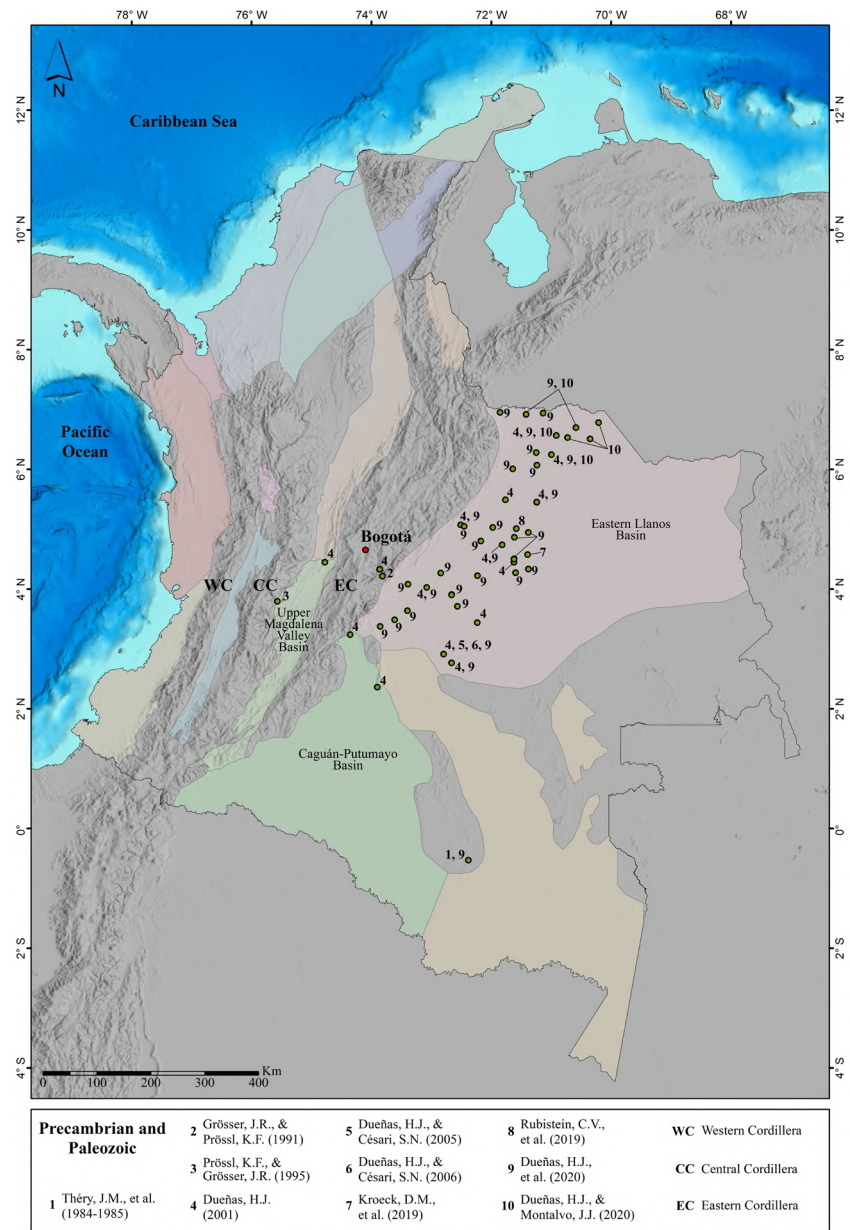 78° W 76° W 74° W 72° W 70° W 68° W
N
12° N
Caribbean Sea
12° N
10° N
10° N
8° N
8° N
9, 10
9
9
4, 9, 10
10
Pacific
Ocean
6° N
9
4, 9, 10
9
9
6° N
4
4, 9
4, 9
9
9
8
Eastern Llanos
Basin
Bogotá
9
4,9
9
7
4
4
2
4
9
9
9
4° N
WC
CC
EC
9
4, 9
9
4° N
3
Upper
Magdalena
Valley
Basin
9
9
9
4
4
9
4, 5, 6, 9
4, 9
4
2° N
2° N
Caguán-Putumayo
Basin
0°
0°
1, 9
2° S
2° S
4° S
4° S
Km
0 100 200 300 400
Precambrian and
Paleozoic
1 Théry, J.M., et al.
(1984-1985)
2 Grösser, J.R., &
Prössl, K.F. (1991)
3 Prössl, K.F., &
Grösser, J.R. (1995)
4 Dueñas, H.J.
(2001)
5 Dueñas, H.J., &
Césari, S.N. (2005)
6 Dueñas, H.J., &
Césari, S.N. (2006)
7 Kroeck, D.M.,
et al. (2019)
8 Rubistein, C.V.,
et al. (2019)
9 Dueñas, H.J.,
et al. (2020)
10 Dueñas, H.J., &
Montalvo, J.J. (2020)
WC Western Cordillera
CC Central Cordillera
EC Eastern Cordillera